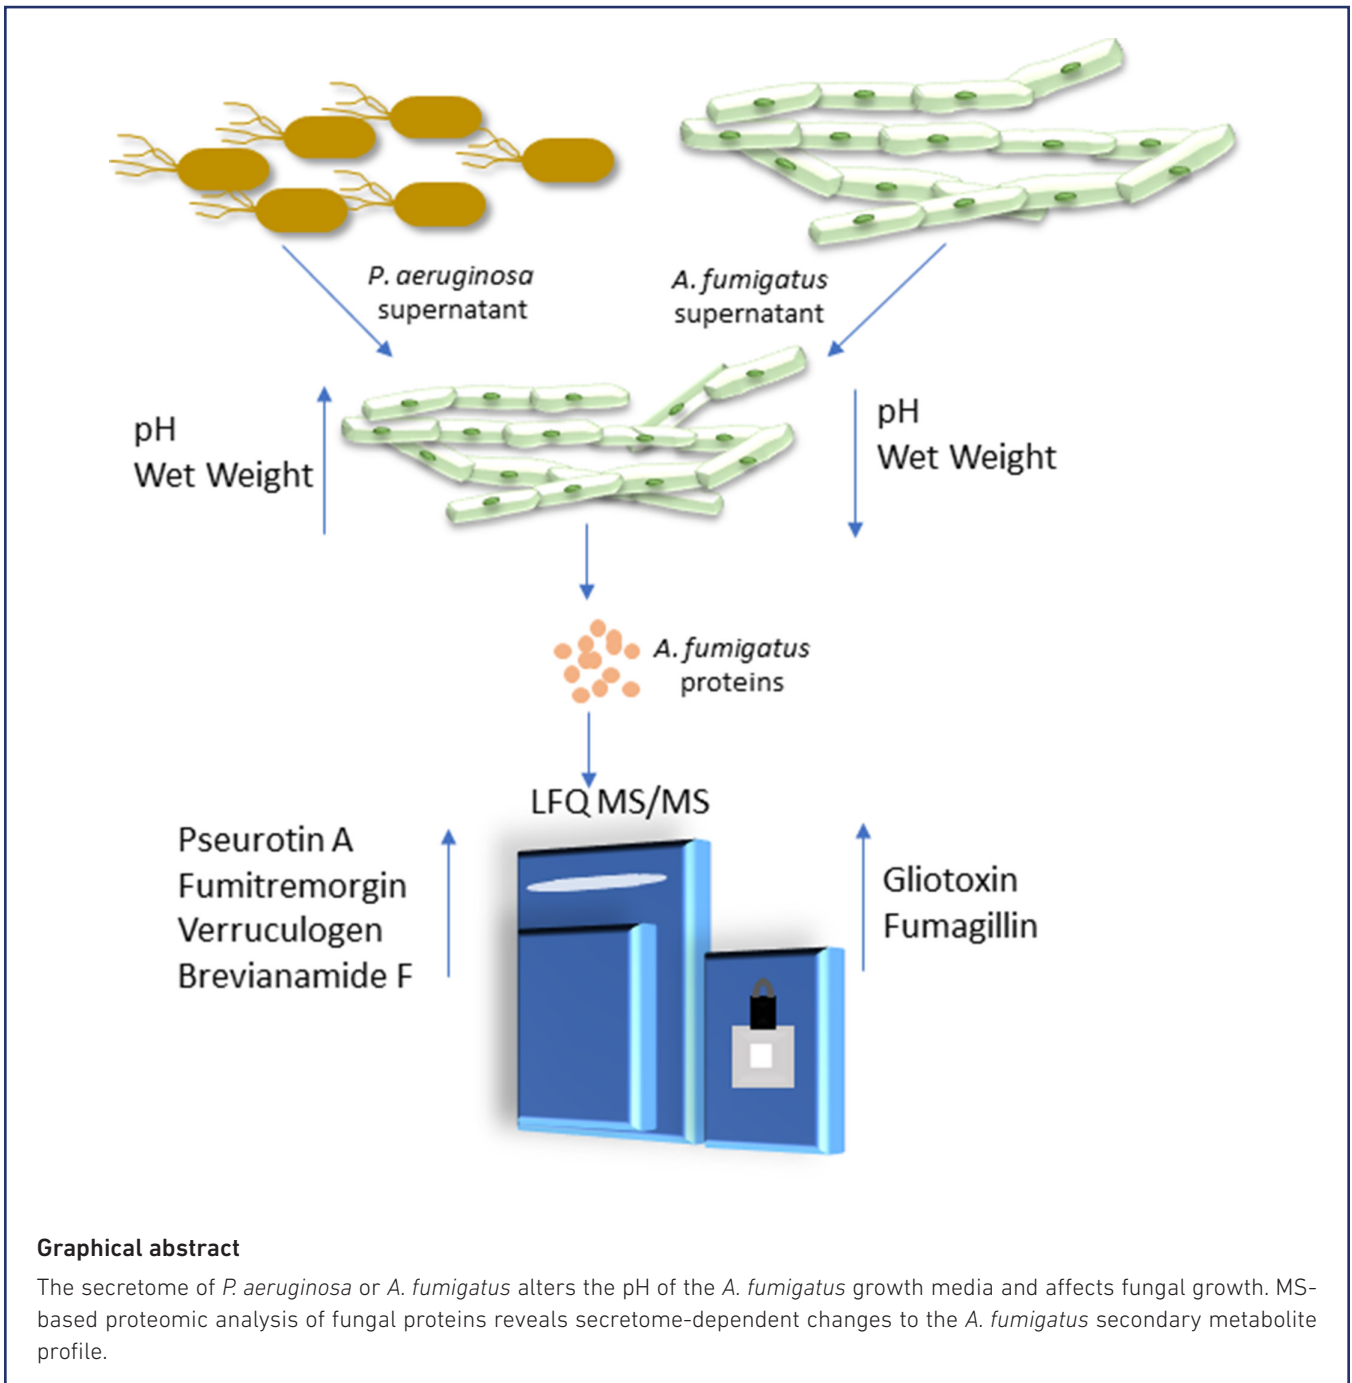 P. aeruginosa
supernatant
A. fumigatus
supernatant
pH
Wet Weight
pH
Wet Weight
A. fumigatus
proteins
LFQ MS/MS
Pseurotin A
Fumitremorgin
Verruculogen
Brevianamide F
Gliotoxin
Fumagillin
Graphical abstract
The secretome of P. aeruginosa or A. fumigatus alters the pH of the A. fumigatus growth media and affects fungal growth. MS-
based proteomic analysis of fungal proteins reveals secretome-dependent changes to the A. fumigatus secondary metabolite
profile.